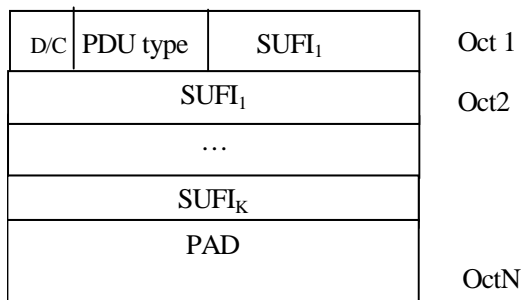 D/C PDU type SUFI₁ Oct 1
SUFI₁ Oct2
…
SUFIₖ
PAD
OctN